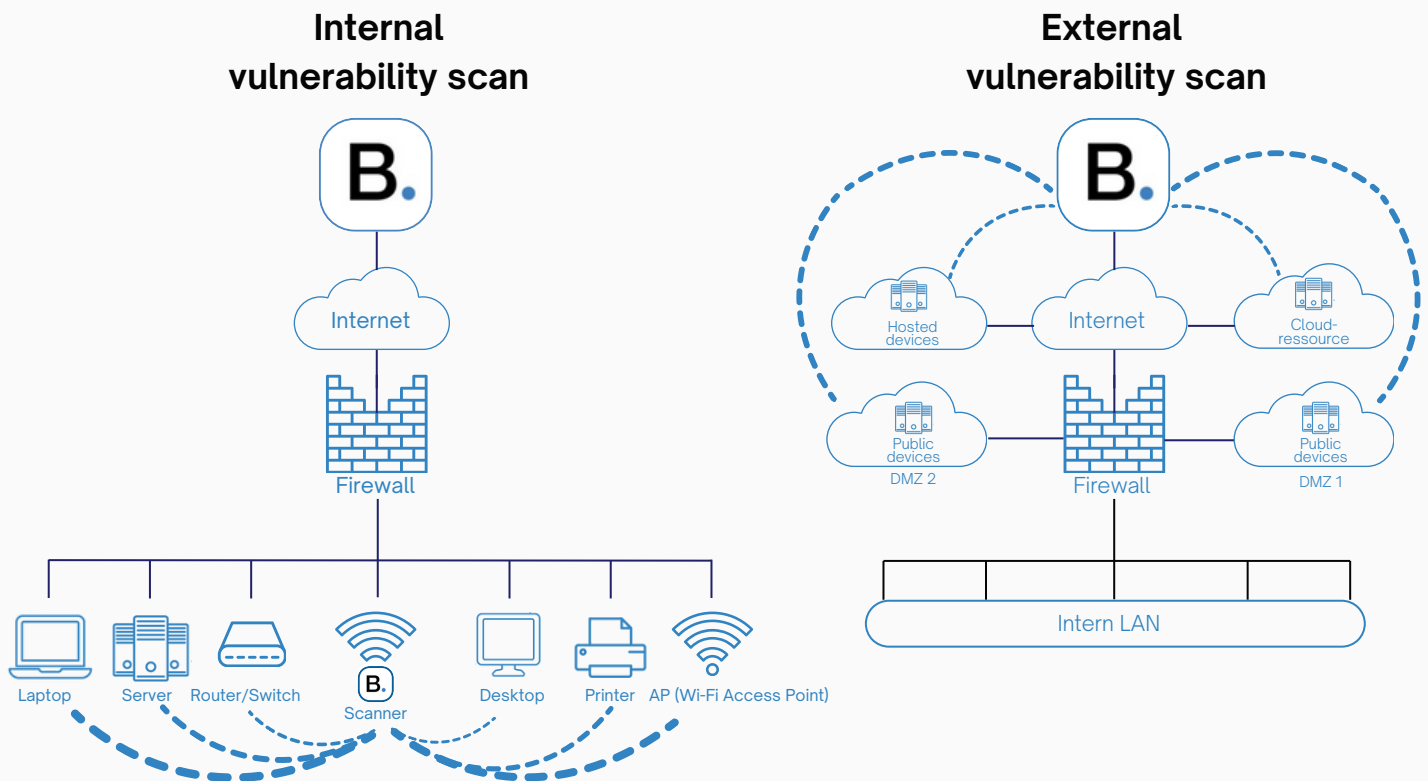 Internal
vulnerability scan
B.
Internet
Firewall
Laptop
Server
Router/Switch
B.
Scanner
Desktop
Printer
AP (Wi-Fi Access Point)
External
vulnerability scan
B.
Hosted
devices
Internet
Cloud-
ressource
Public
devices
DMZ 2
Firewall
Public
devices
DMZ 1
Intern LAN